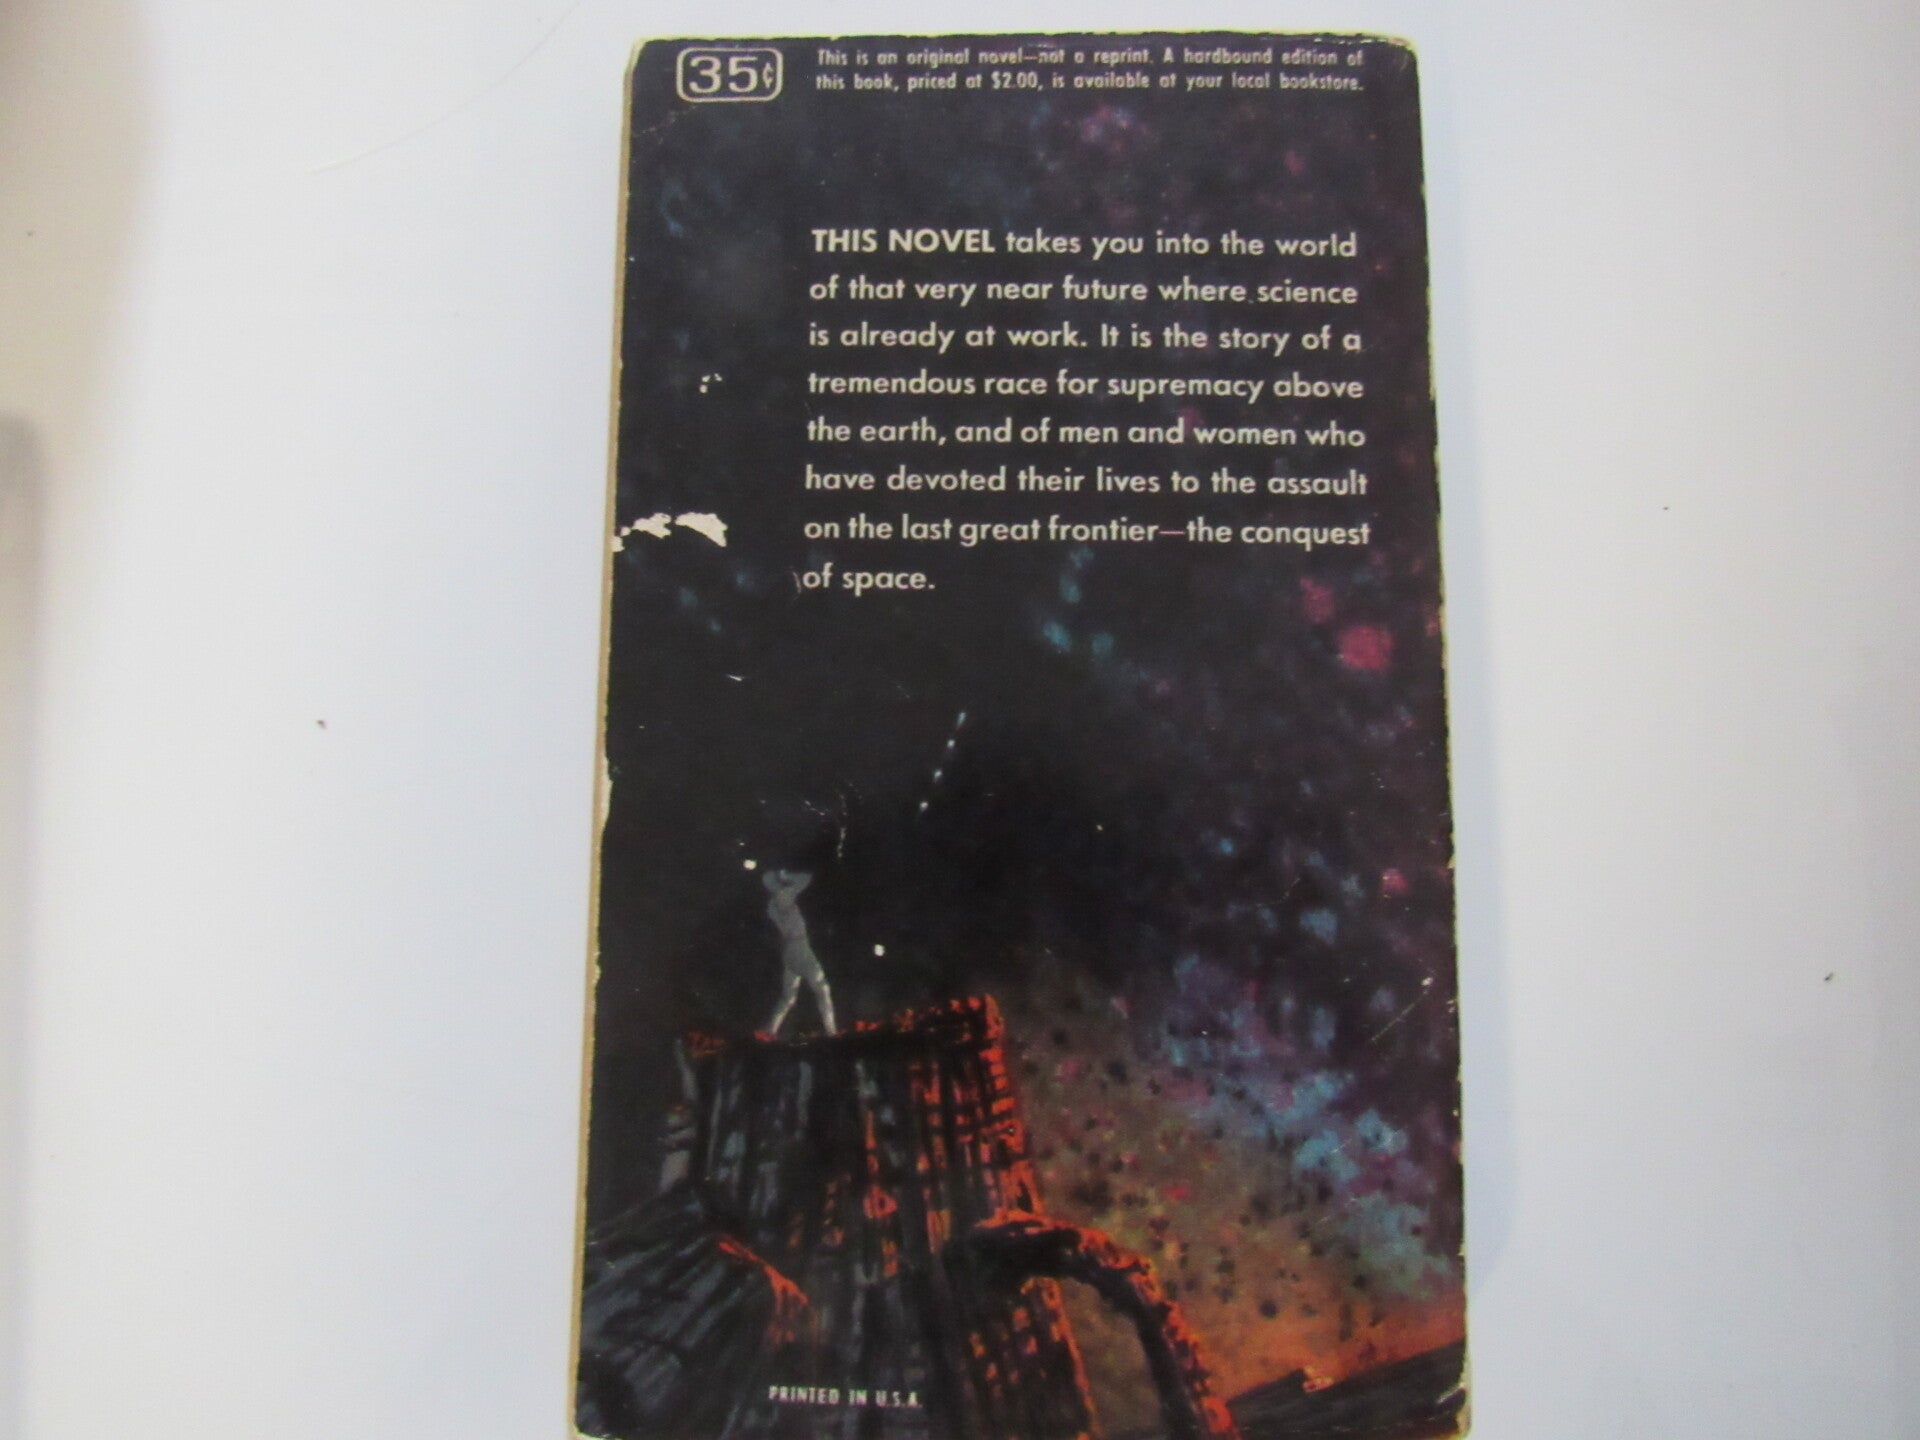 35¢
This is an original novel—not a reprint. A hardbound edition of
this book, priced at $2.00, is available at your local bookstore.
THIS NOVEL takes you into the world
of that very near future where science
is already at work. It is the story of a
tremendous race for supremacy above
the earth, and of men and women who
have devoted their lives to the assault
on the last great frontier—the conquest
of space.
PRINTED IN U.S.A.